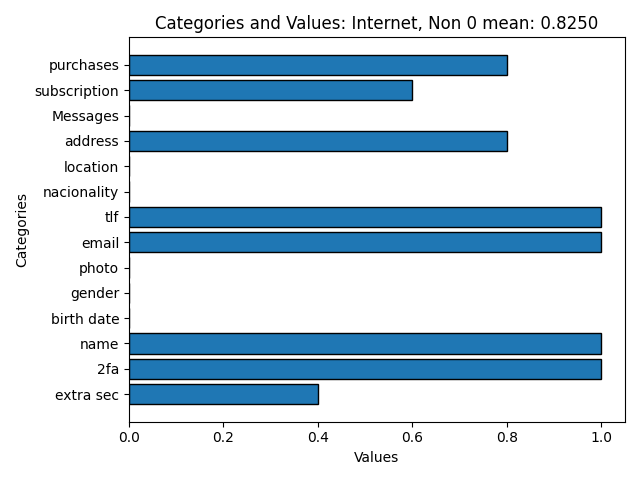 Categories and Values: Internet, Non 0 mean: 0.8250
purchases
subscription
Messages
address
location
nacionality
tlf
email
photo
gender
birth date
name
2fa
extra sec
Categories
0.0 0.2 0.4 0.6 0.8 1.0
Values